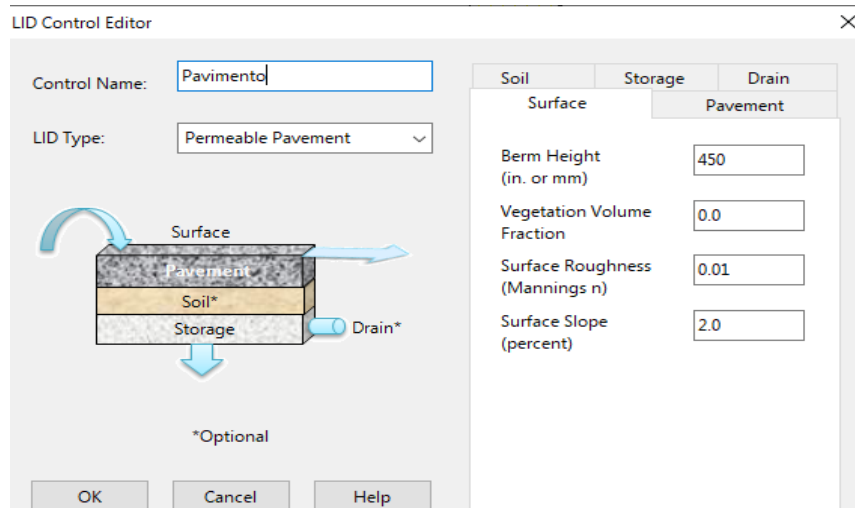 LID Control Editor
Control Name:
Pavimento
LID Type:
Permeable Pavement
Surface
Pavement
Soil*
Storage
Drain*
*Optional
OK
Cancel
Help
Soil
Storage
Drain
Surface
Pavement
Berm Height
(in. or mm)
450
Vegetation Volume
Fraction
0.0
Surface Roughness
(Mannings n)
0.01
Surface Slope
(percent)
2.0